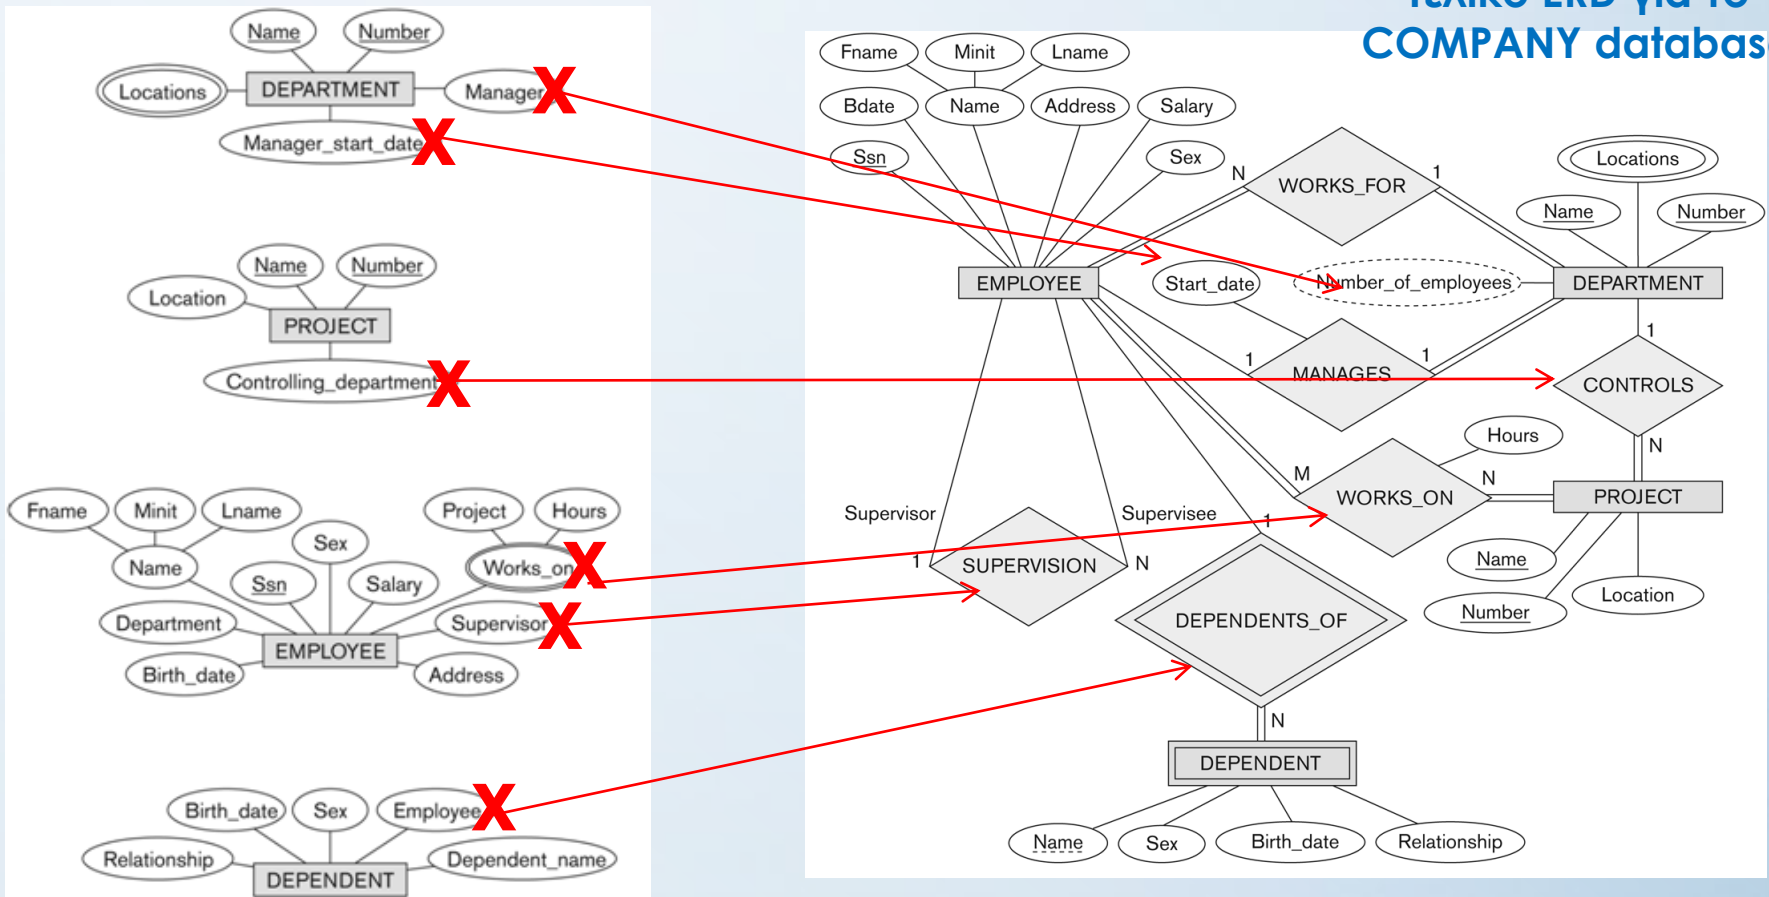 COMPANY database
Name
Number
Locations
DEPARTMENT
Manager
X
Manager_start_date
X
Name
Number
Location
PROJECT
Controlling_department
X
Fname
Minit
Lname
Project
Hours
Name
Sex
Ssn
Salary
Works_on
X
Department
Supervisor
X
EMPLOYEE
Birth_date
Address
Birth_date
Sex
Employee
X
Relationship
Dependent_name
DEPENDENT
Fname
Minit
Lname
Bdate
Name
Address
Salary
Ssn
Sex
N
WORKS_FOR
1
Locations
Name
Number
EMPLOYEE
Start_date
Number_of_employees
DEPARTMENT
1
MANAGES
1
1
CONTROLS
N
Hours
M
WORKS_ON
N
PROJECT
Supervisor
Supervisee
1
SUPERVISION
N
1
Name
Number
Location
DEPENDENTS_OF
N
DEPENDENT
Name
Sex
Birth_date
Relationship